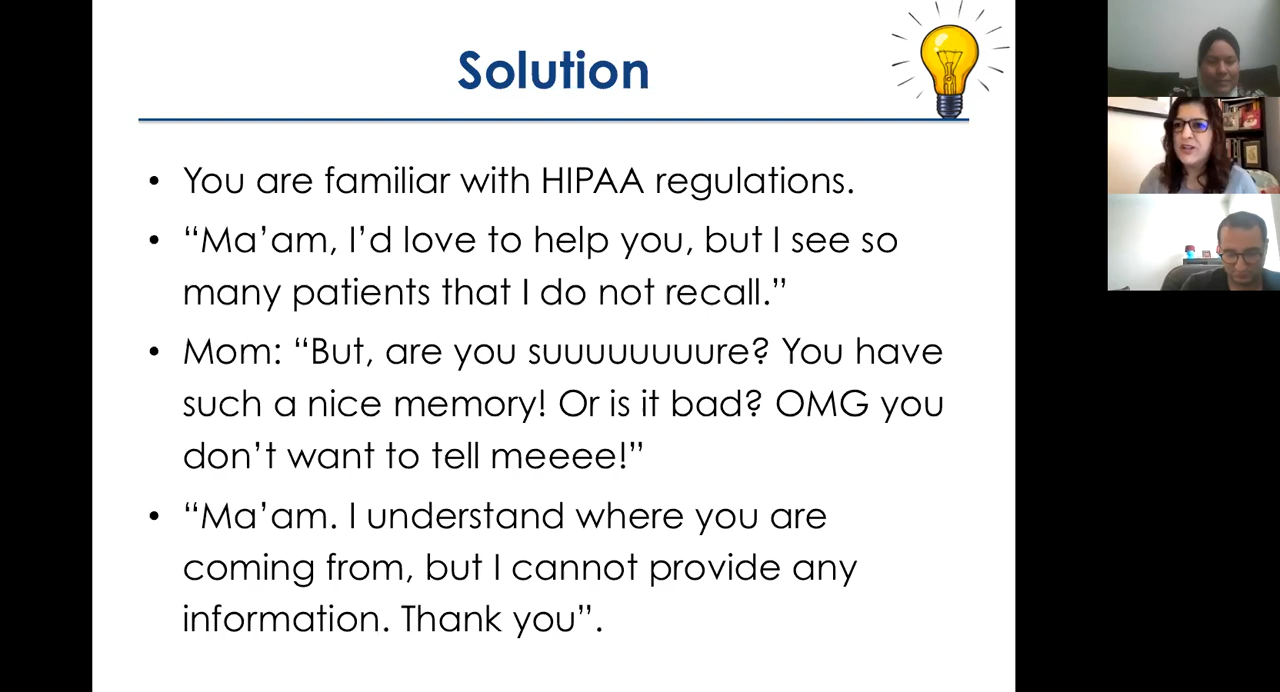 Solution
• You are familiar with HIPAA regulations.
• “Ma’am, I’d love to help you, but I see so
many patients that I do not recall.”
• Mom: “But, are you suuuuuuuure? You have
such a nice memory! Or is it bad? OMG you
don’t want to tell meeee!”
• “Ma’am. I understand where you are
coming from, but I cannot provide any
information. Thank you”.